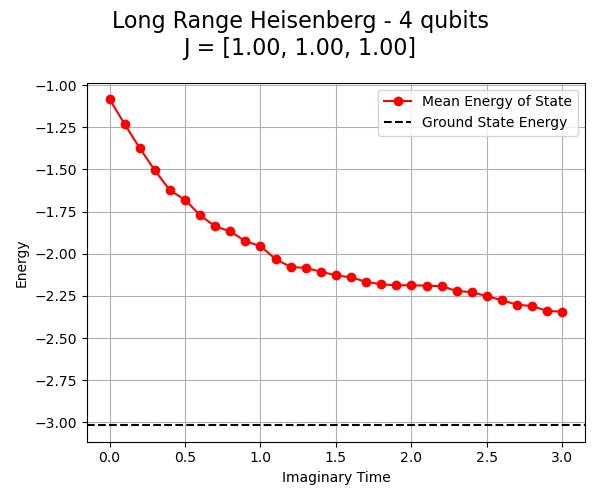 Long Range Heisenberg - 4 qubits
J = [1.00, 1.00, 1.00]
Mean Energy of State
Ground State Energy
Energy
−1.00
−1.25
−1.50
−1.75
−2.00
−2.25
−2.50
−2.75
−3.00
0.0 0.5 1.0 1.5 2.0 2.5 3.0
Imaginary Time